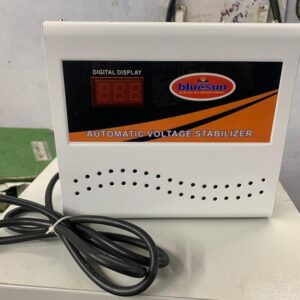 DIGITAL DISPLAY
bluesun
AUTOMATIC VOLTAGE STABILIZER